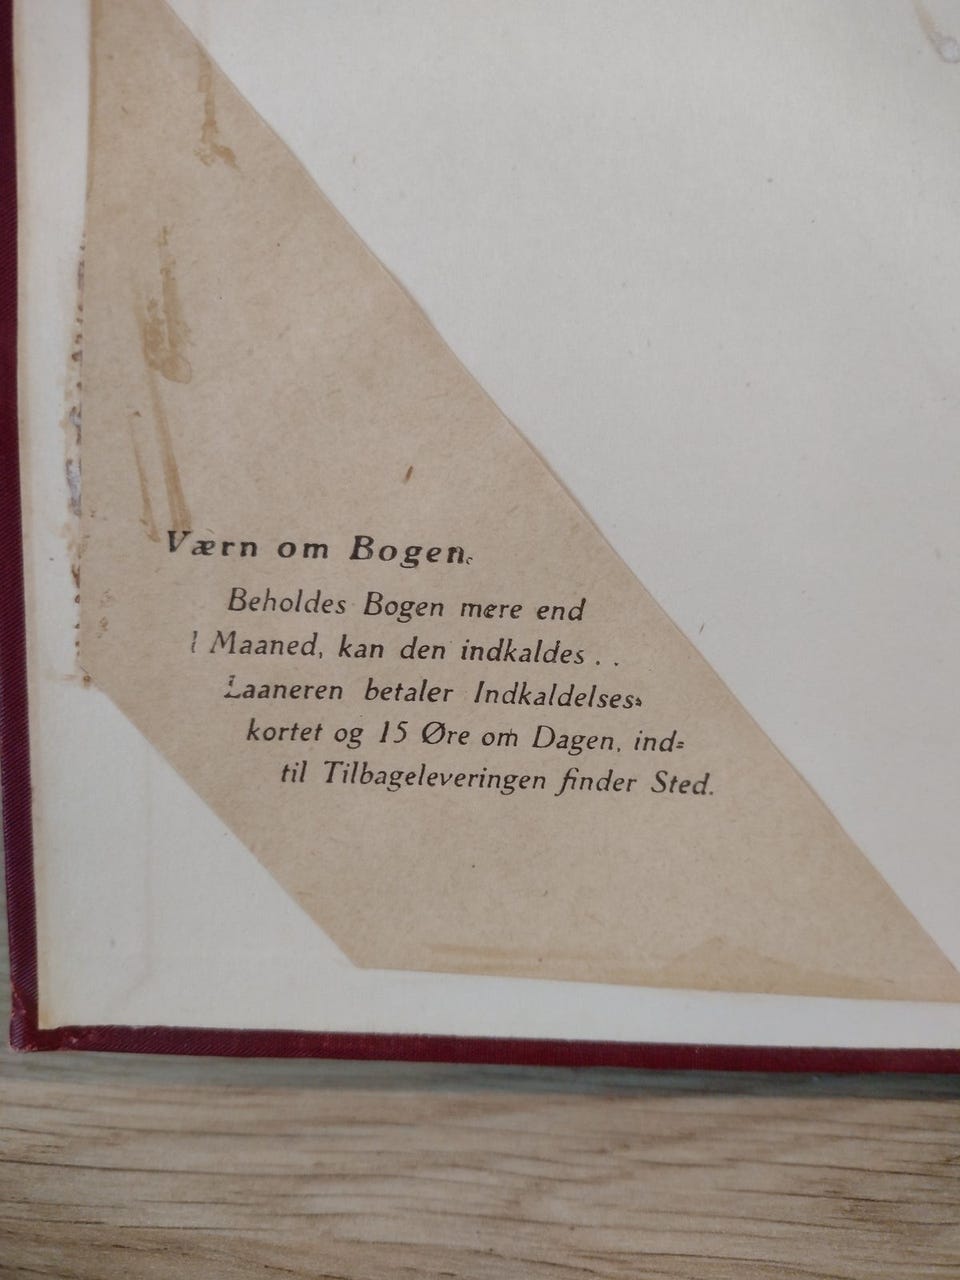 Værn om Bogen.
Beholdes Bogen mere end
1 Maaned, kan den indkaldes . .
Laaneren betaler Indkaldelses-
kortet og 15 Øre om Dagen, ind-
til Tilbageleveringen finder Sted.